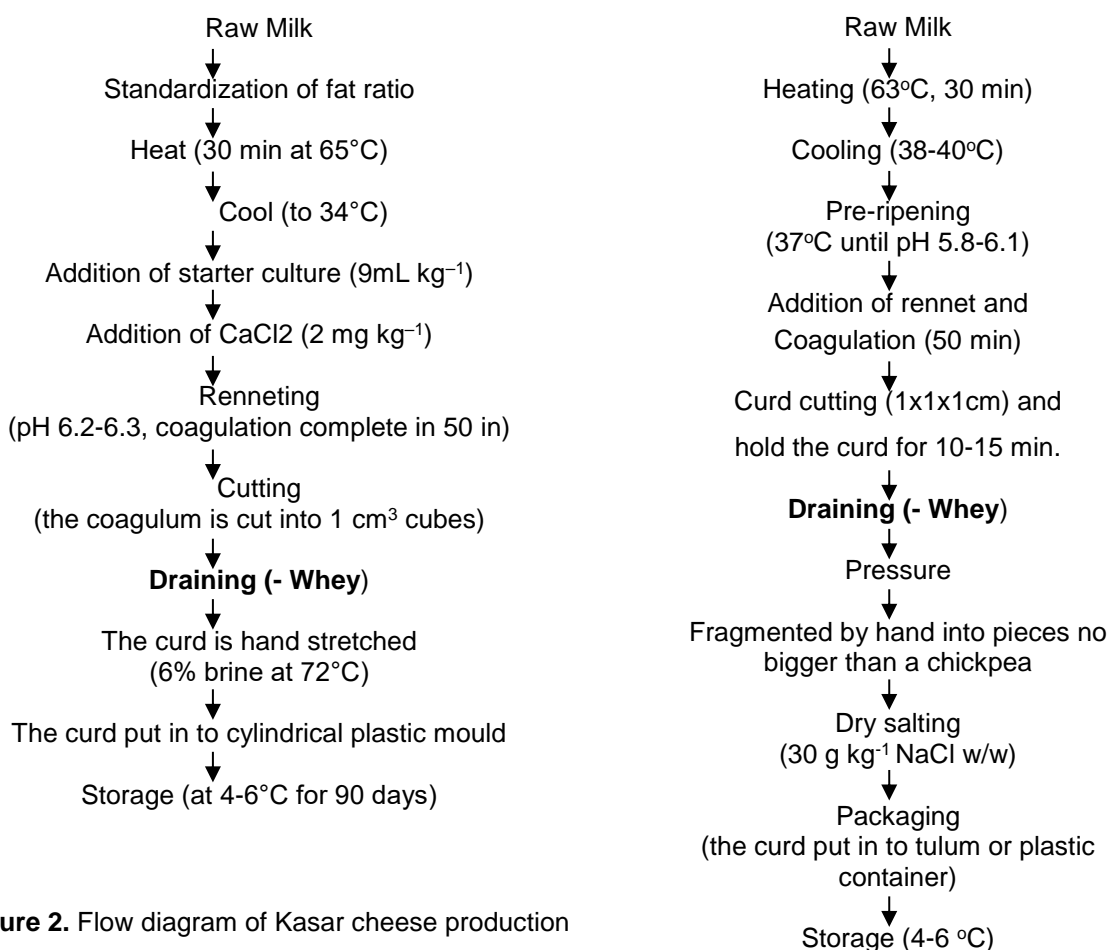 Raw Milk
Standardization of fat ratio
Heat (30 min at 65°C)
Cool (to 34°C)
Addition of starter culture (9mL kg⁻¹)
Addition of CaCl2 (2 mg kg⁻¹)
Renneting
(pH 6.2-6.3, coagulation complete in 50 in)
Cutting
(the coagulum is cut into 1 cm³ cubes)
Draining (- Whey)
The curd is hand stretched
(6% brine at 72°C)
The curd put in to cylindrical plastic mould
Storage (at 4-6°C for 90 days)
ure 2. Flow diagram of Kasar cheese production
Raw Milk
Heating (63°C, 30 min)
Cooling (38-40°C)
Pre-ripening
(37°C until pH 5.8-6.1)
Addition of rennet and
Coagulation (50 min)
Curd cutting (1x1x1cm) and
hold the curd for 10-15 min.
Draining (- Whey)
Pressure
Fragmented by hand into pieces no
bigger than a chickpea
Dry salting
(30 g kg⁻¹ NaCl w/w)
Packaging
(the curd put in to tulum or plastic
container)
Storage (4-6 °C)